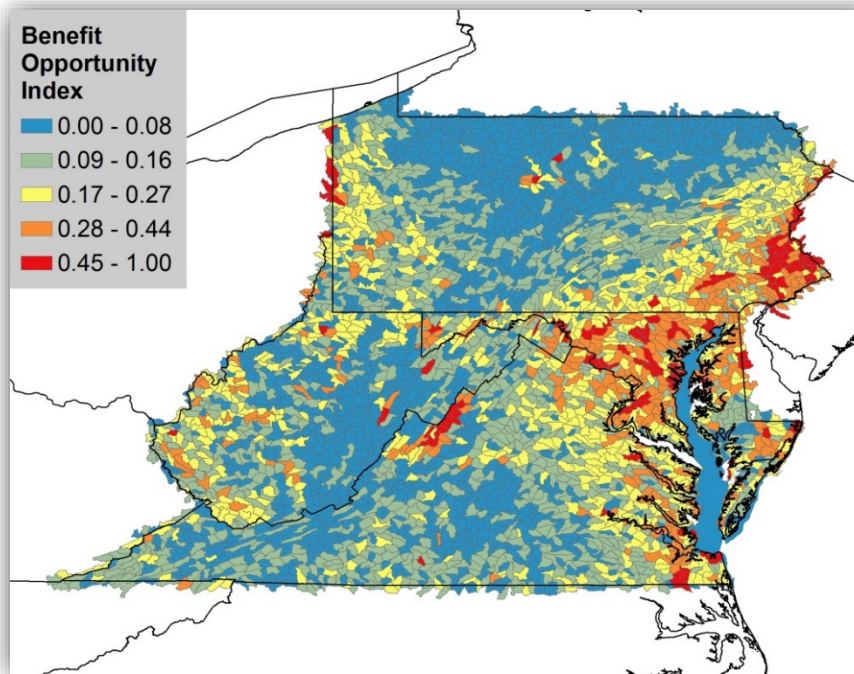 Benefit
Opportunity
Index
0.00 - 0.08
0.09 - 0.16
0.17 - 0.27
0.28 - 0.44
0.45 - 1.00